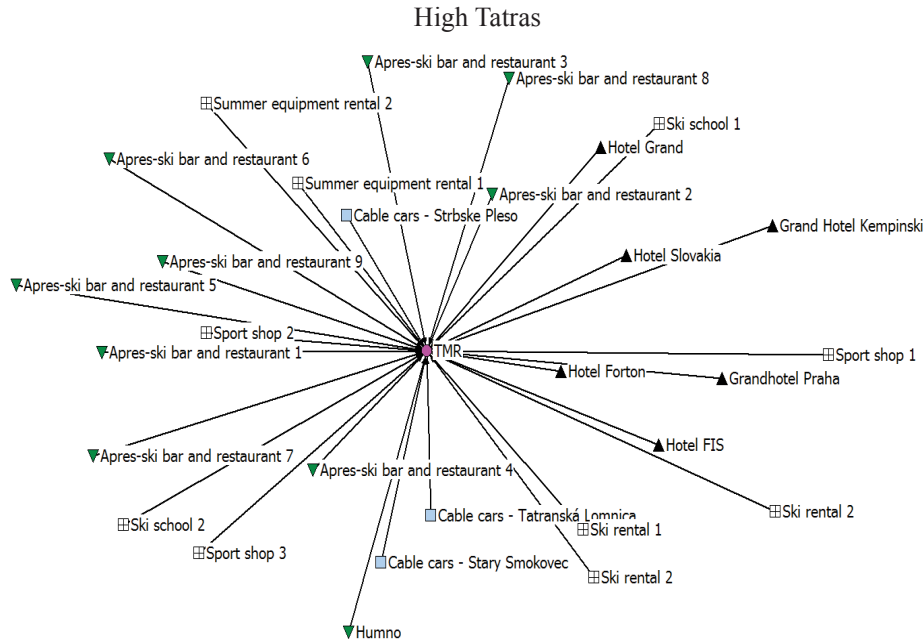 High Tatras
Apres-ski bar and restaurant 3
Apres-ski bar and restaurant 8
Summer equipment rental 2
Ski school 1
Hotel Grand
Apres-ski bar and restaurant 6
Summer equipment rental 1
Apres-ski bar and restaurant 2
Cable cars - Strbske Pleso
Grand Hotel Kempinski
Hotel Slovakia
Apres-ski bar and restaurant 9
Apres-ski bar and restaurant 5
Sport shop 2
TMR
Apres-ski bar and restaurant 1
Sport shop 1
Hotel Forton
Grandhotel Praha
Hotel FIS
Apres-ski bar and restaurant 7
Apres-ski bar and restaurant 4
Ski rental 2
Cable cars - Tatranská Lomnica
Ski school 2
Ski rental 1
Sport shop 3
Cable cars - Stary Smokovec
Ski rental 2
Humno